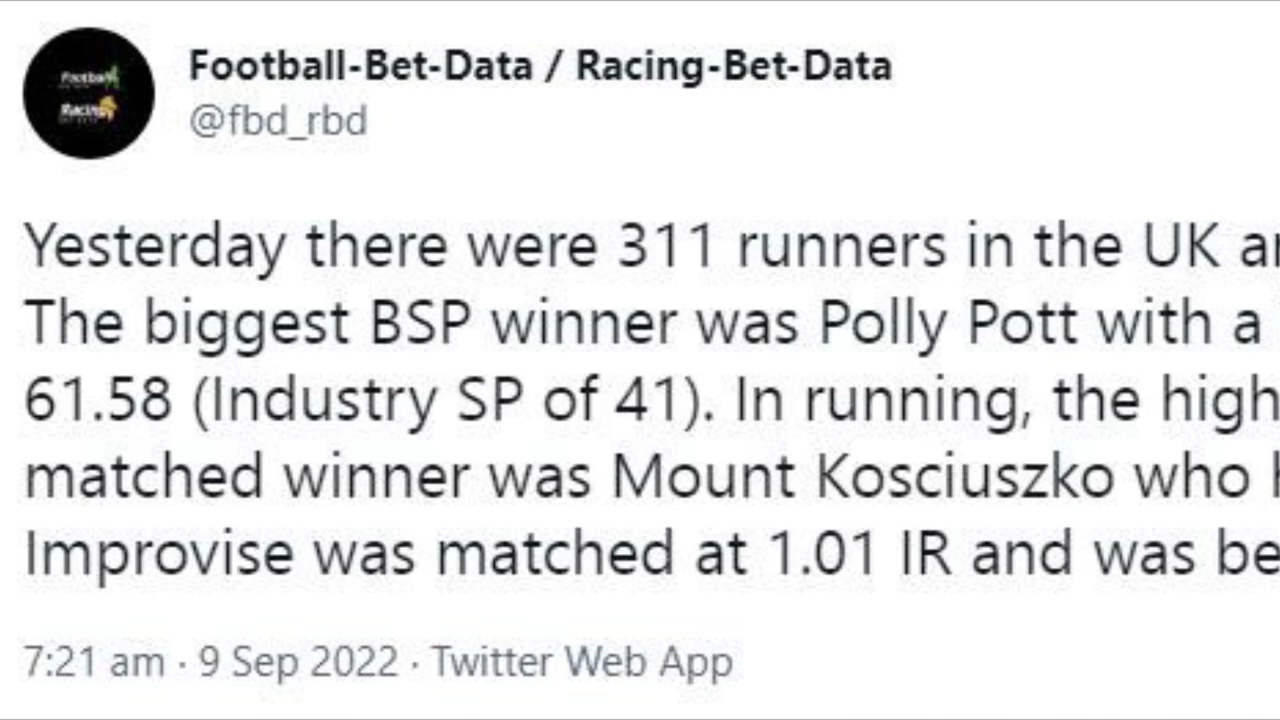 Football
Racing
Football-Bet-Data / Racing-Bet-Data
@fbd_rbd
Yesterday there were 311 runners in the UK
The biggest BSP winner was Polly Pott with a
61.58 (Industry SP of 41). In running, the high
matched winner was Mount Kosciuszko who
Improvise was matched at 1.01 IR and was be
7:21 am · 9 Sep 2022 · Twitter Web App